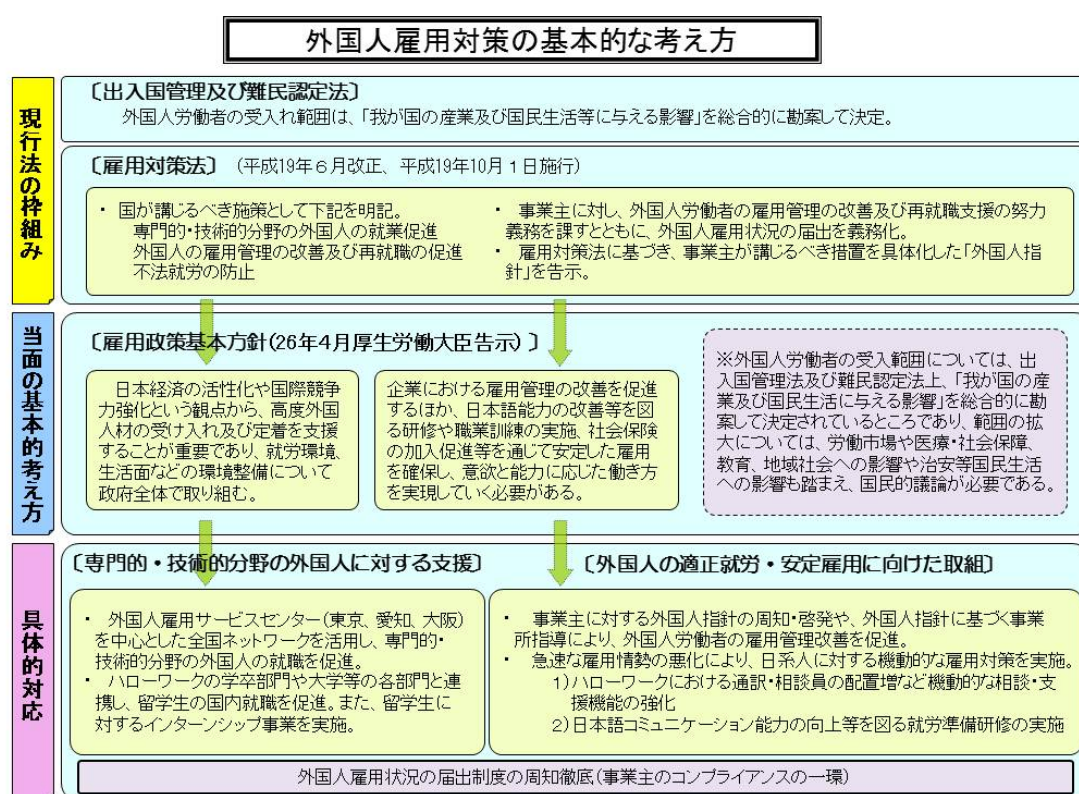 外国人雇用対策の基本的な考え方
現行法の枠組み
〔出入国管理及び難民認定法〕
外国人労働者の受入れ範囲は、「我が国の産業及び国民生活等に与える影響」を総合的に勘案して決定。
〔雇用対策法〕（平成19年６月改正、平成19年10月１日施行）
・ 国が講じるべき施策として下記を明記。
専門的・技術的分野の外国人の就業促進
外国人の雇用管理の改善及び再就職の促進
不法就労の防止
・ 事業主に対し、外国人労働者の雇用管理の改善及び再就職支援の努力
義務を課すとともに、外国人雇用状況の届出を義務化。
・ 雇用対策法に基づき、事業主が講じるべき措置を具体化した「外国人指
針」を告示。
当面の基本的考え方
〔雇用政策基本方針(26年4月厚生労働大臣告示)〕
日本経済の活性化や国際競争
力強化という観点から、高度外国
人材の受け入れ及び定着を支援
することが重要であり、就労環境、
生活面などの環境整備について
政府全体で取り組む。
企業における雇用管理の改善を促進
するほか、日本語能力の改善等を図
る研修や職業訓練の実施、社会保険
の加入促進等を通じて安定した雇用
を確保し、意欲と能力に応じた働き方
を実現していく必要がある。
※外国人労働者の受入範囲については、出
入国管理法及び難民認定法上、「我が国の産
業及び国民生活に与える影響」を総合的に勘
案して決定されているところであり、範囲の拡
大については、労働市場や医療・社会保障、
教育、地域社会への影響や治安等国民生活
への影響も踏まえ、国民的議論が必要である。
具体的対応
〔専門的・技術的分野の外国人に対する支援〕
・ 外国人雇用サービスセンター(東京、愛知、大阪)
を中心とした全国ネットワークを活用し、専門的・
技術的分野の外国人の就職を促進。
・ ハローワークの学卒部門や大学等の各部門と連
携し、留学生の国内就職を促進。また、留学生に
対するインターンシップ事業を実施。
〔外国人の適正就労・安定雇用に向けた取組〕
・ 事業主に対する外国人指針の周知・啓発や、外国人指針に基づく事業
所指導により、外国人労働者の雇用管理改善を促進。
・ 急速な雇用情勢の悪化により、日系人に対する機動的な雇用対策を実施。
１)ハローワークにおける通訳・相談員の配置増など機動的な相談・支
援機能の強化
２)日本語コミュニケーション能力の向上等を図る就労準備研修の実施
外国人雇用状況の届出制度の周知徹底(事業主のコンプライアンスの一環)